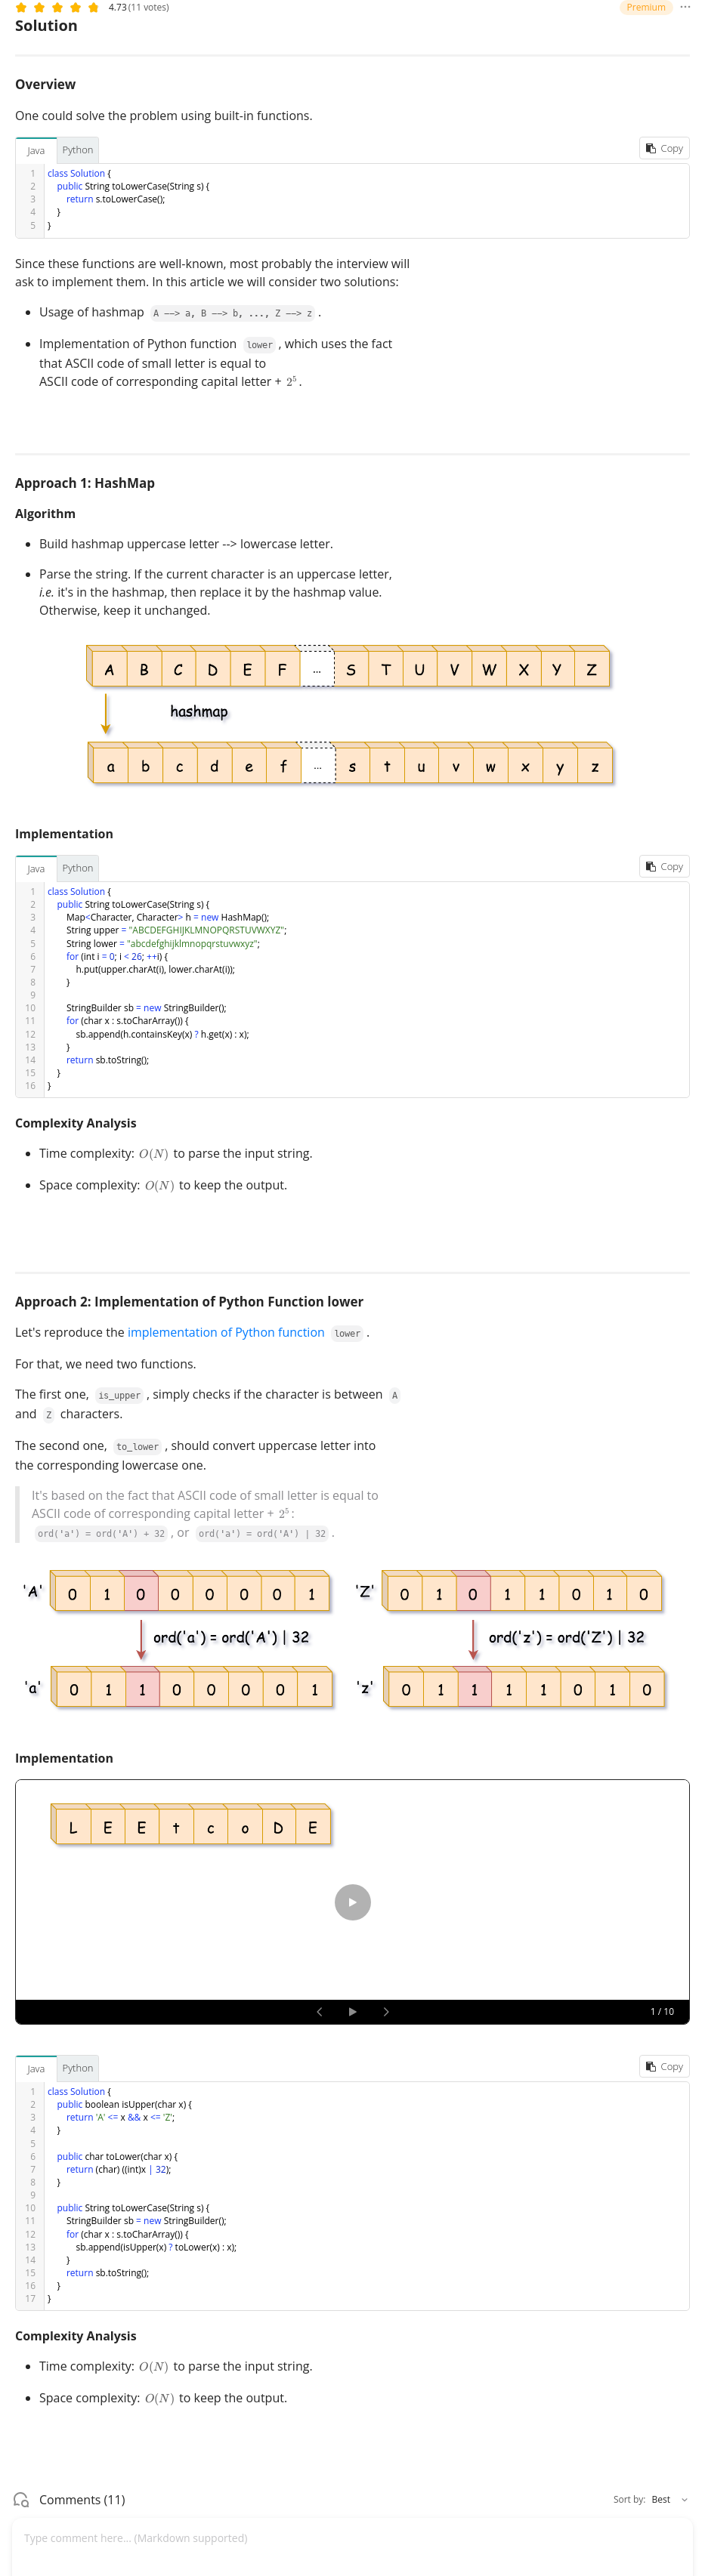 4.73 (11 votes)
Premium
Solution
Overview
One could solve the problem using built-in functions.
Java Python Copy
1 class Solution {
2 public String toLowerCase(String s) {
3 return s.toLowerCase();
4 }
5 }
Since these functions are well-known, most probably the interview will
ask to implement them. In this article we will consider two solutions:
Usage of hashmap A ––> a, B ––> b, ..., Z ––> z .
Implementation of Python function lower , which uses the fact
that ASCII code of small letter is equal to
ASCII code of corresponding capital letter + 2^5.
Approach 1: HashMap
Algorithm
Build hashmap uppercase letter --> lowercase letter.
Parse the string. If the current character is an uppercase letter,
i.e. it's in the hashmap, then replace it by the hashmap value.
Otherwise, keep it unchanged.
A B C D E F ... S T U V W X Y Z
hashmap
a b c d e f ... s t u v w x y z
Implementation
Java Python Copy
1 class Solution {
2 public String toLowerCase(String s) {
3 Map<Character, Character> h = new HashMap();
4 String upper = "ABCDEFGHIJKLMNOPQRSTUVWXYZ";
5 String lower = "abcdefghijklmnopqrstuvwxyz";
6 for (int i = 0; i < 26; ++i) {
7 h.put(upper.charAt(i), lower.charAt(i));
8 }
9
10 StringBuilder sb = new StringBuilder();
11 for (char x : s.toCharArray()) {
12 sb.append(h.containsKey(x) ? h.get(x) : x);
13 }
14 return sb.toString();
15 }
16 }
Complexity Analysis
Time complexity: O(N) to parse the input string.
Space complexity: O(N) to keep the output.
Approach 2: Implementation of Python Function lower
Let's reproduce the implementation of Python function lower .
For that, we need two functions.
The first one, is_upper , simply checks if the character is between A
and Z characters.
The second one, to_lower , should convert uppercase letter into
the corresponding lowercase one.
It's based on the fact that ASCII code of small letter is equal to
ASCII code of corresponding capital letter + 2^5:
ord('a') = ord('A') + 32 , or ord('a') = ord('A') | 32 .
'A' 0 1 0 0 0 0 0 1 'Z' 0 1 0 1 1 0 1 0
ord('a') = ord('A') | 32 ord('z') = ord('Z') | 32
'a' 0 1 1 0 0 0 0 1 'z' 0 1 1 1 1 0 1 0
Implementation
L E E t c o D E
1 / 10
Java Python Copy
1 class Solution {
2 public boolean isUpper(char x) {
3 return 'A' <= x && x <= 'Z';
4 }
5
6 public char toLower(char x) {
7 return (char) ((int)x | 32);
8 }
9
10 public String toLowerCase(String s) {
11 StringBuilder sb = new StringBuilder();
12 for (char x : s.toCharArray()) {
13 sb.append(isUpper(x) ? toLower(x) : x);
14 }
15 return sb.toString();
16 }
17 }
Complexity Analysis
Time complexity: O(N) to parse the input string.
Space complexity: O(N) to keep the output.
Comments (11)
Sort by: Best
Type comment here... (Markdown supported)